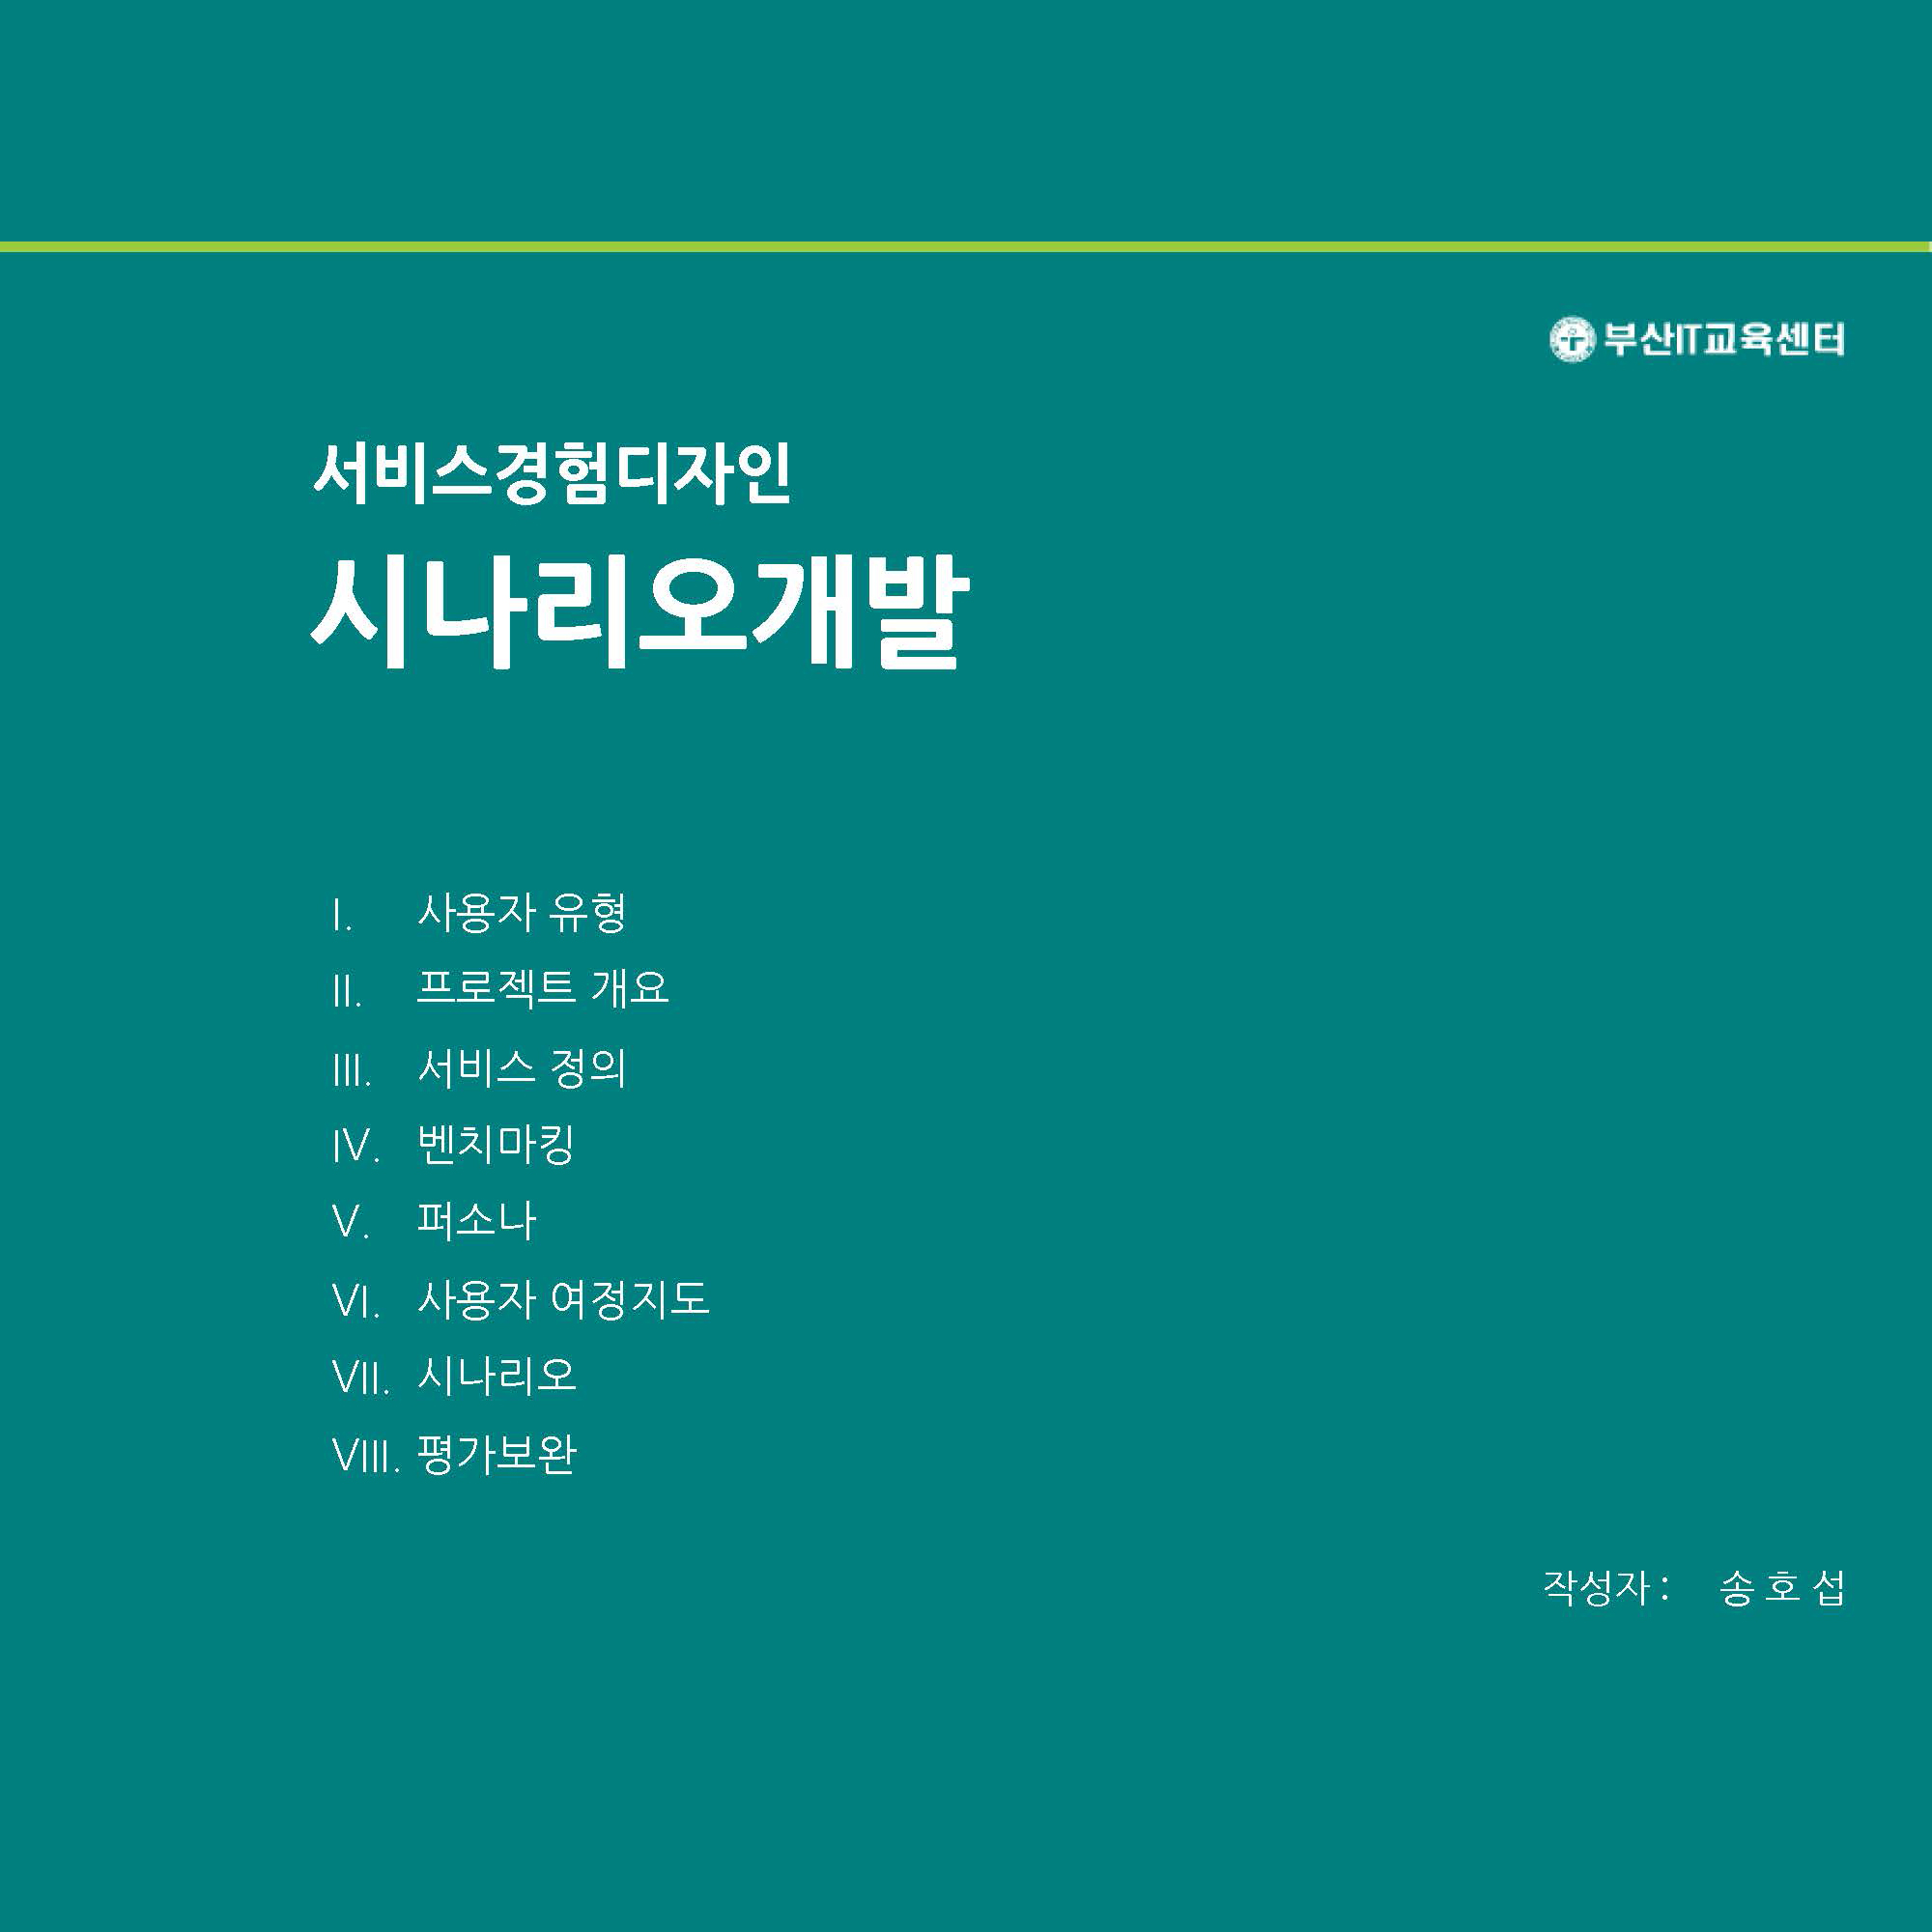 부산IT교육센터
서비스경험디자인
시나리오개발
I. 사용자 유형
II. 프로젝트 개요
III. 서비스 정의
IV. 벤치마킹
V. 퍼소나
VI. 사용자 여정지도
VII. 시나리오
VIII. 평가보완
작성자 : 송 호 섭